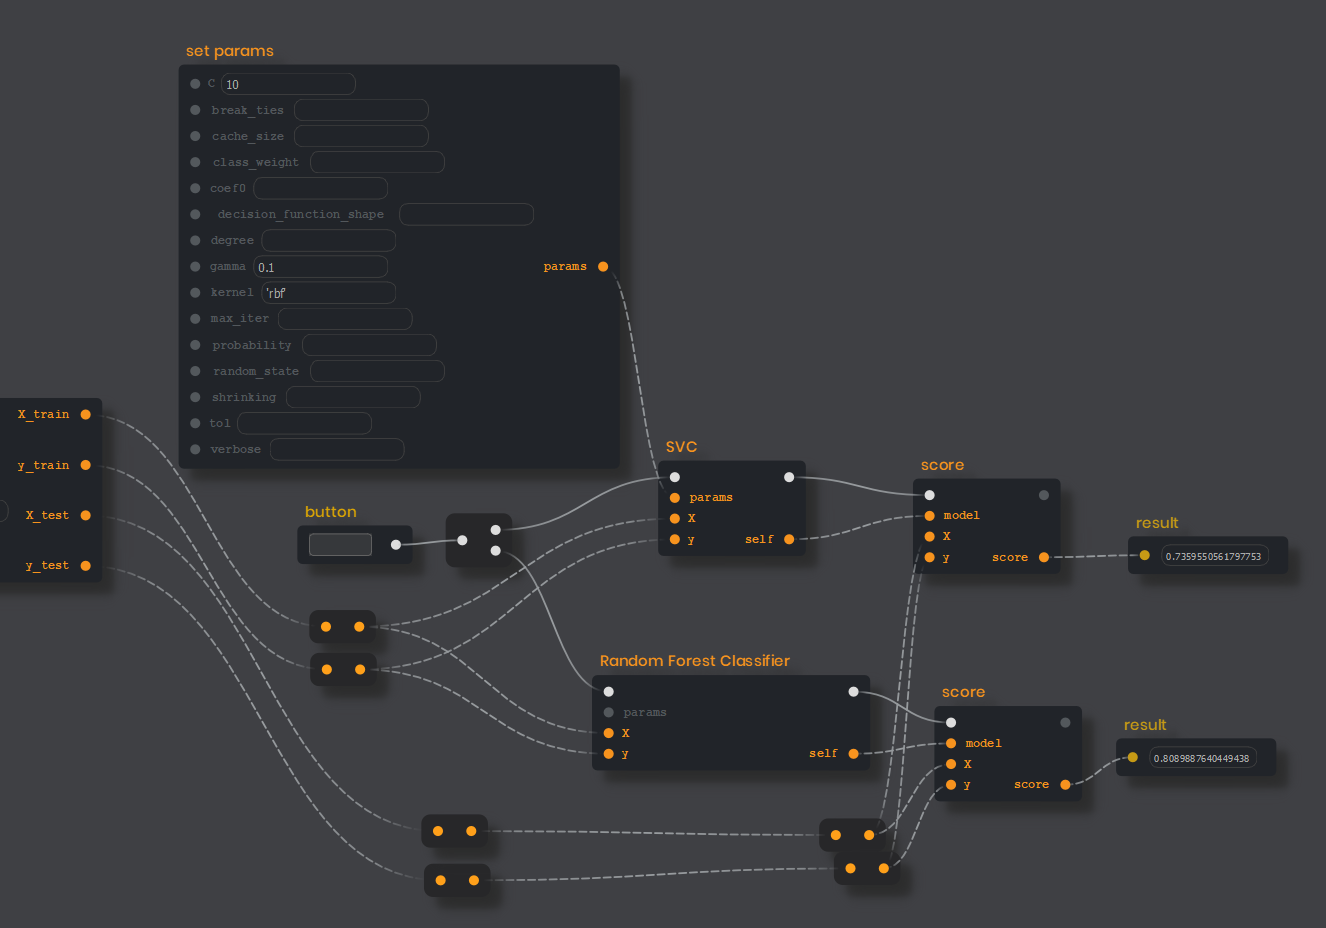 set params
C 10
break_ties
cache_size
class_weight
coef0
decision_function_shape
degree
gamma 0.1
params
kernel 'rbf'
max_iter
probability
random_state
shrinking
tol
verbose
X_train
y_train
X_test
y_test
button
SVC
params
X
y self
score
model
X
y score
result
0.7359550561797753
Random Forest Classifier
params
X
y self
score
model
X
y score
result
0.8089887640449438